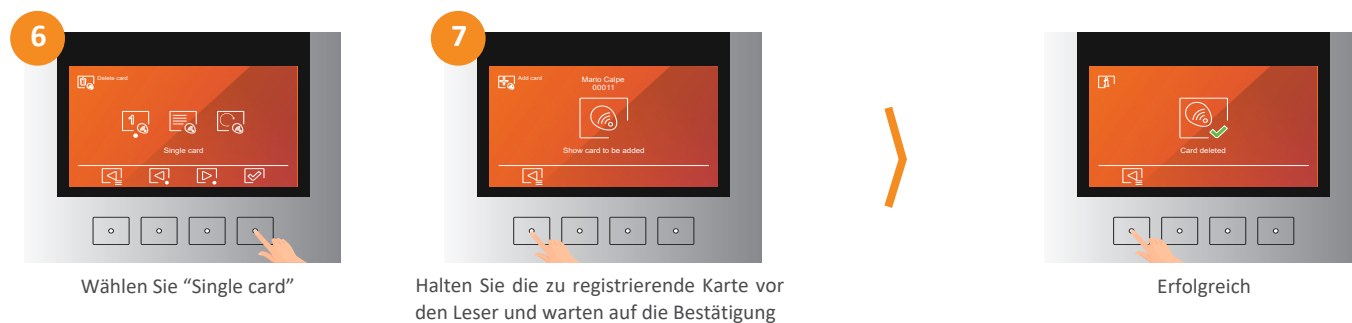 6
Delete card
1
Single card
Wählen Sie “Single card”
7
Add card
Mario Calpe
00011
Show card to be added
Halten Sie die zu registrierende Karte vor
den Leser und warten auf die Bestätigung
Card deleted
Erfolgreich